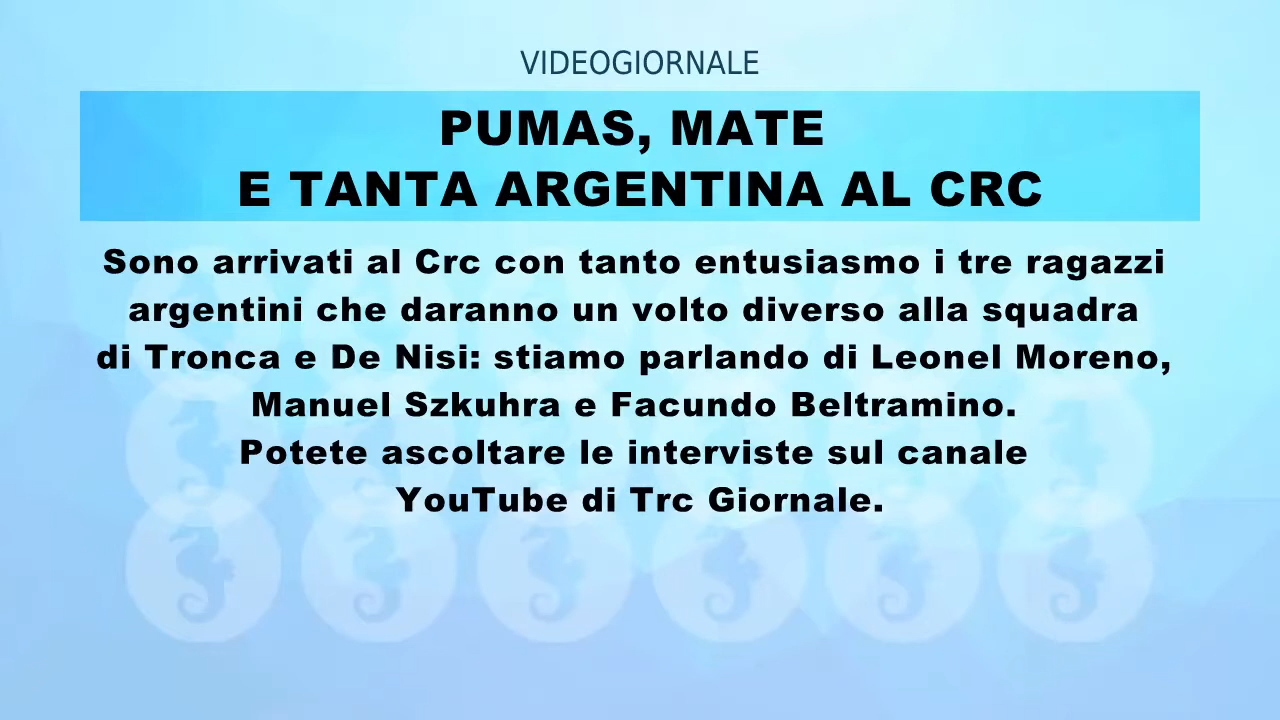 VIDEOGIORNALE
PUMAS, MATE
E TANTA ARGENTINA AL CRC
Sono arrivati al Crc con tanto entusiasmo i tre ragazzi
argentini che daranno un volto diverso alla squadra
di Tronca e De Nisi: stiamo parlando di Leonel Moreno,
Manuel Szkuhra e Facundo Beltramino.
Potete ascoltare le interviste sul canale
YouTube di Trc Giornale.